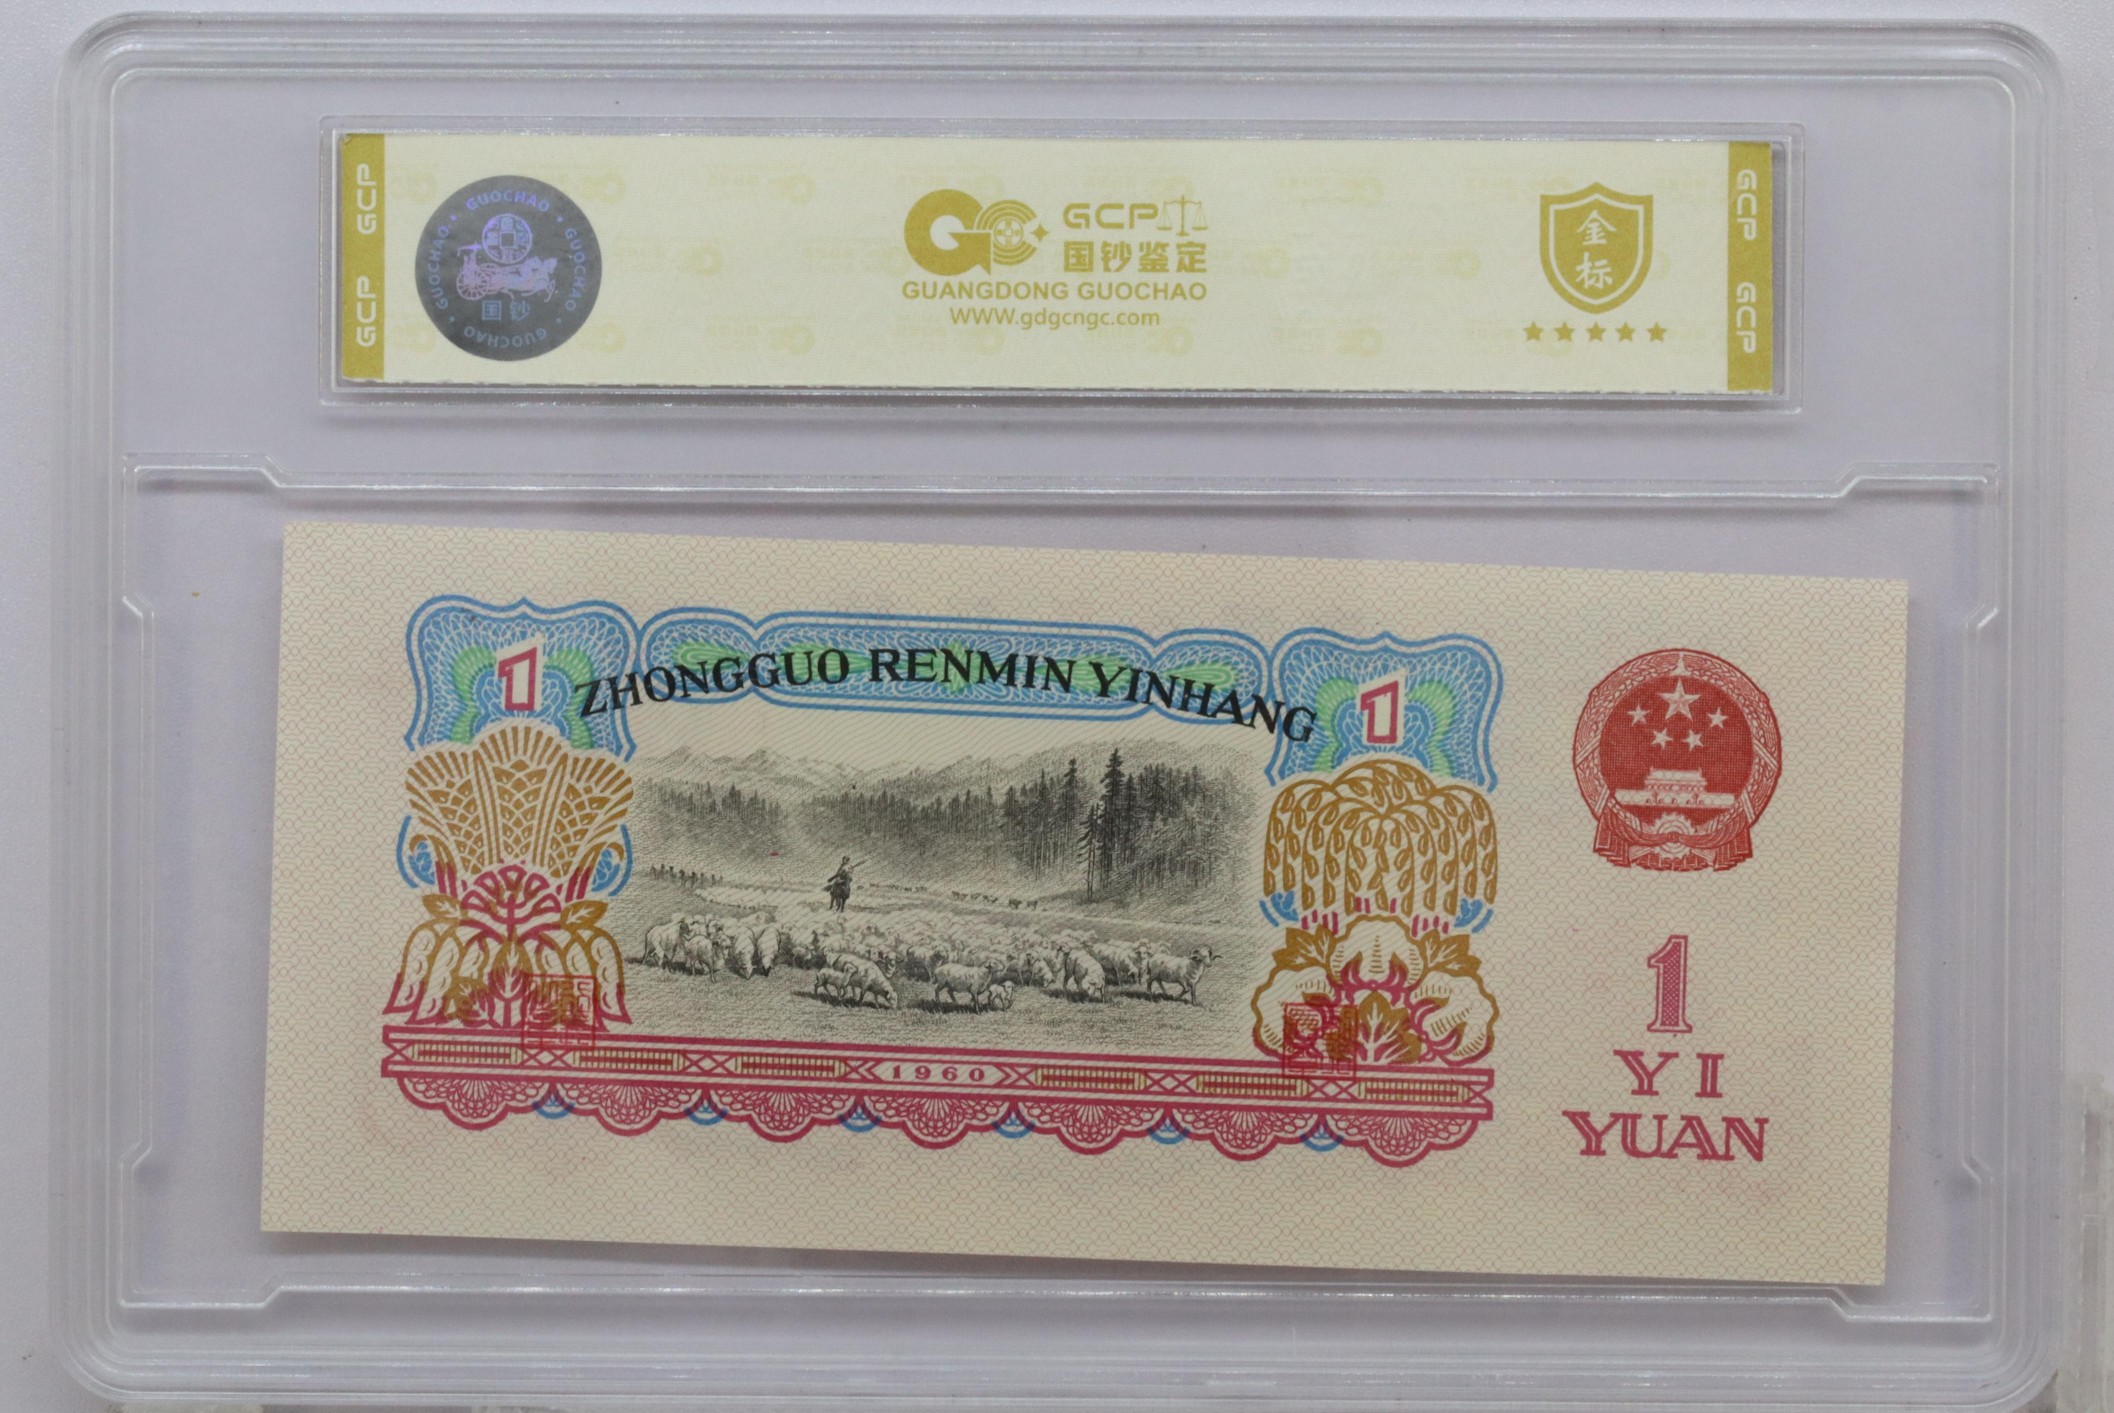 GCP GCP
GUOCHAO · GUOCHAO · GUOCHAO · GUOCHAO
国钞
GCP
国钞鉴定
GUANGDONG GUOCHAO
WWW.gdgcngc.com
金
标
GCP GCP
1
ZHONGGUO RENMIN YINHANG
1
1960
1
YI
YUAN